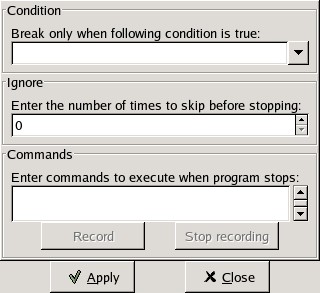 Condition
Break only when following condition is true:
Ignore
Enter the number of times to skip before stopping:
0
Commands
Enter commands to execute when program stops:
Record Stop recording
Apply Close